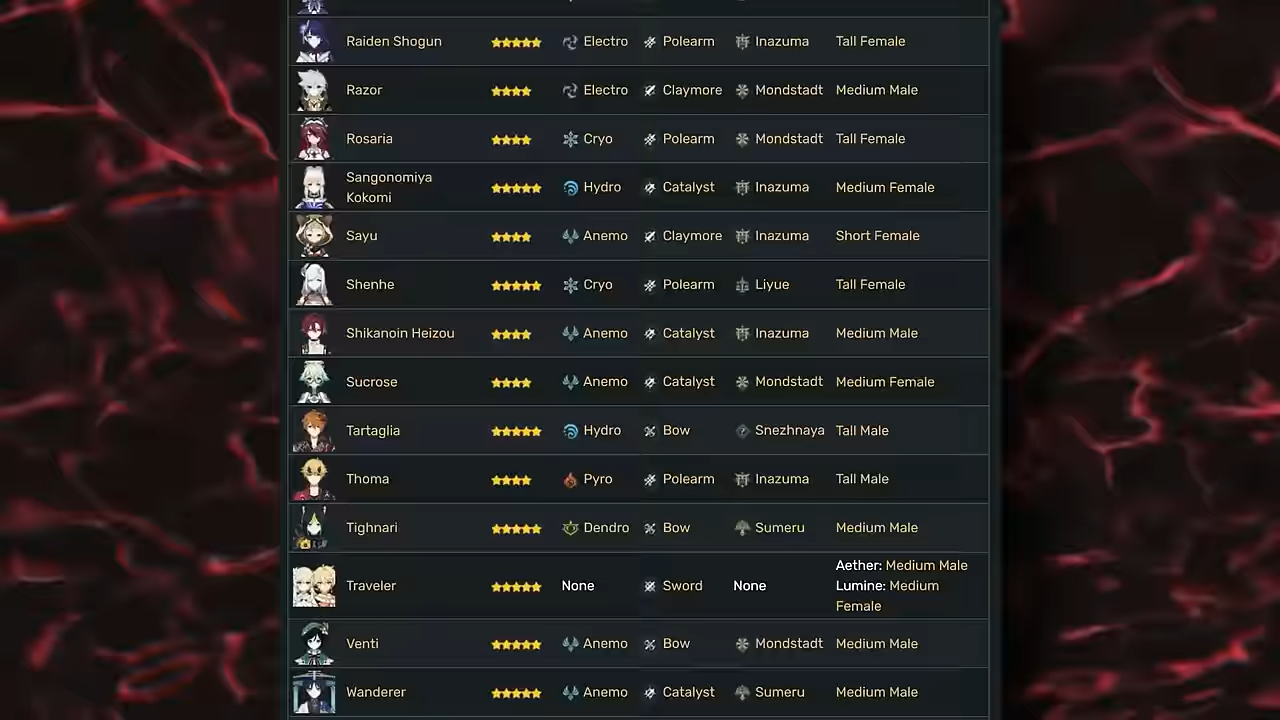 Raiden Shogun Electro Polearm Inazuma Tall Female
Razor Electro Claymore Mondstadt Medium Male
Rosaria Cryo Polearm Mondstadt Tall Female
Sangonomiya
Kokomi Hydro Catalyst Inazuma Medium Female
Sayu Anemo Claymore Inazuma Short Female
Shenhe Cryo Polearm Liyue Tall Female
Shikanoin Heizou Anemo Catalyst Inazuma Medium Male
Sucrose Anemo Catalyst Mondstadt Medium Female
Tartaglia Hydro Bow Snezhnaya Tall Male
Thoma Pyro Polearm Inazuma Tall Male
Tighnari Dendro Bow Sumeru Medium Male
Traveler None Sword None Aether: Medium Male
Lumine: Medium
Female
Venti Anemo Bow Mondstadt Medium Male
Wanderer Anemo Catalyst Sumeru Medium Male